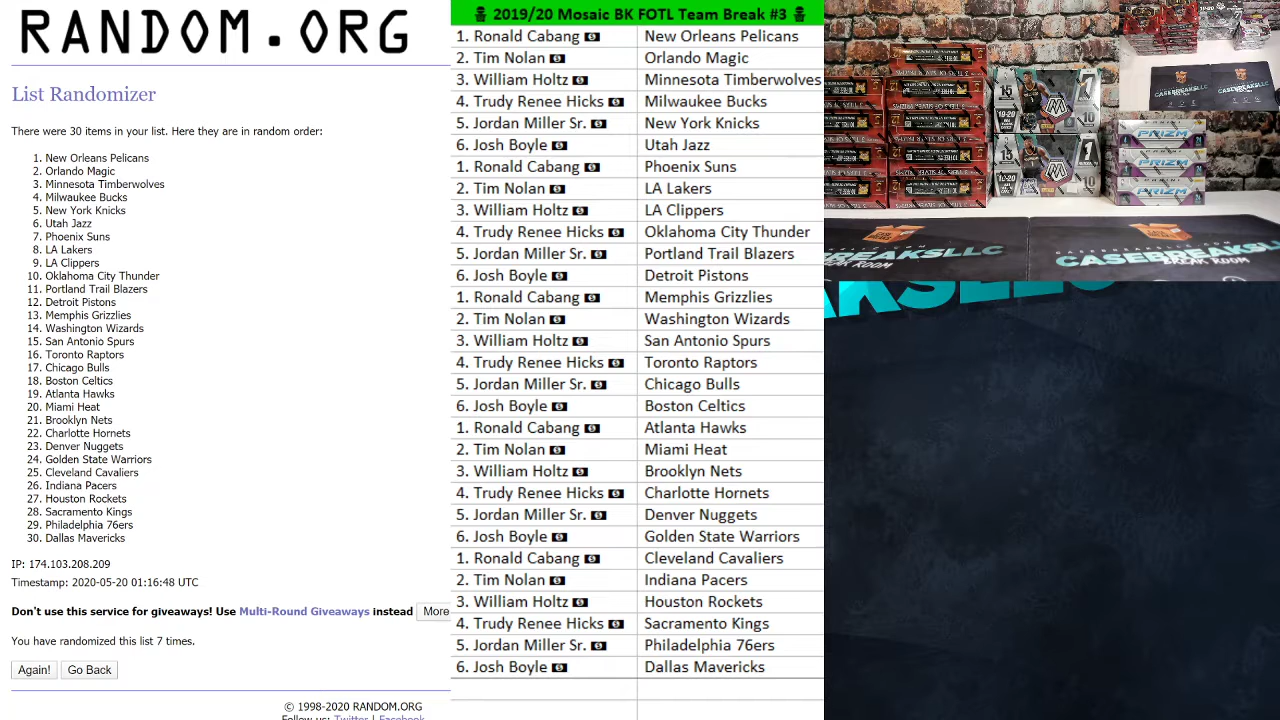 RANDOM.ORG
List Randomizer
There were 30 items in your list. Here they are in random order:
1. New Orleans Pelicans
2. Orlando Magic
3. Minnesota Timberwolves
4. Milwaukee Bucks
5. New York Knicks
6. Utah Jazz
7. Phoenix Suns
8. LA Lakers
9. LA Clippers
10. Oklahoma City Thunder
11. Portland Trail Blazers
12. Detroit Pistons
13. Memphis Grizzlies
14. Washington Wizards
15. San Antonio Spurs
16. Toronto Raptors
17. Chicago Bulls
18. Boston Celtics
19. Atlanta Hawks
20. Miami Heat
21. Brooklyn Nets
22. Charlotte Hornets
23. Denver Nuggets
24. Golden State Warriors
25. Cleveland Cavaliers
26. Indiana Pacers
27. Houston Rockets
28. Sacramento Kings
29. Philadelphia 76ers
30. Dallas Mavericks
IP: 174.103.208.209
Timestamp: 2020-05-20 01:16:48 UTC
Don't use this service for giveaways! Use Multi-Round Giveaways instead More
You have randomized this list 7 times.
Again! Go Back
© 1998-2020 RANDOM.ORG
Follow us: Twitter | Facebook
2019/20 Mosaic BK FOTL Team Break #3
1. Ronald Cabang New Orleans Pelicans
2. Tim Nolan Orlando Magic
3. William Holtz Minnesota Timberwolves
4. Trudy Renee Hicks Milwaukee Bucks
5. Jordan Miller Sr. New York Knicks
6. Josh Boyle Utah Jazz
1. Ronald Cabang Phoenix Suns
2. Tim Nolan LA Lakers
3. William Holtz LA Clippers
4. Trudy Renee Hicks Oklahoma City Thunder
5. Jordan Miller Sr. Portland Trail Blazers
6. Josh Boyle Detroit Pistons
1. Ronald Cabang Memphis Grizzlies
2. Tim Nolan Washington Wizards
3. William Holtz San Antonio Spurs
4. Trudy Renee Hicks Toronto Raptors
5. Jordan Miller Sr. Chicago Bulls
6. Josh Boyle Boston Celtics
1. Ronald Cabang Atlanta Hawks
2. Tim Nolan Miami Heat
3. William Holtz Brooklyn Nets
4. Trudy Renee Hicks Charlotte Hornets
5. Jordan Miller Sr. Denver Nuggets
6. Josh Boyle Golden State Warriors
1. Ronald Cabang Cleveland Cavaliers
2. Tim Nolan Indiana Pacers
3. William Holtz Houston Rockets
4. Trudy Renee Hicks Sacramento Kings
5. Jordan Miller Sr. Philadelphia 76ers
6. Josh Boyle Dallas Mavericks
PRIZM
PRIZM
PRIZM
REAKSLLC
BREAK ROOM
CASEBREAKSLL
BREAK ROOM
AKSLLC